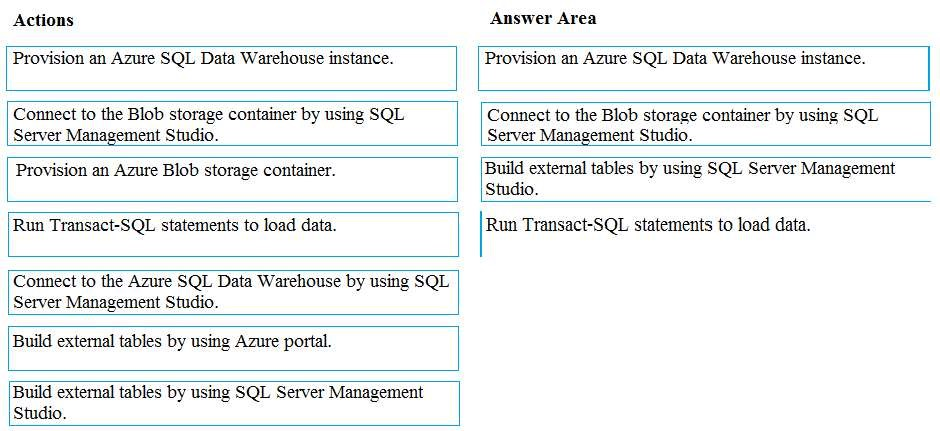 Actions
Provision an Azure SQL Data Warehouse instance.
Connect to the Blob storage container by using SQL
Server Management Studio.
Provision an Azure Blob storage container.
Run Transact-SQL statements to load data.
Connect to the Azure SQL Data Warehouse by using SQL
Server Management Studio.
Build external tables by using Azure portal.
Build external tables by using SQL Server Management
Studio.
Answer Area
Provision an Azure SQL Data Warehouse instance.
Connect to the Blob storage container by using SQL
Server Management Studio.
Build external tables by using SQL Server Management
Studio.
Run Transact-SQL statements to load data.